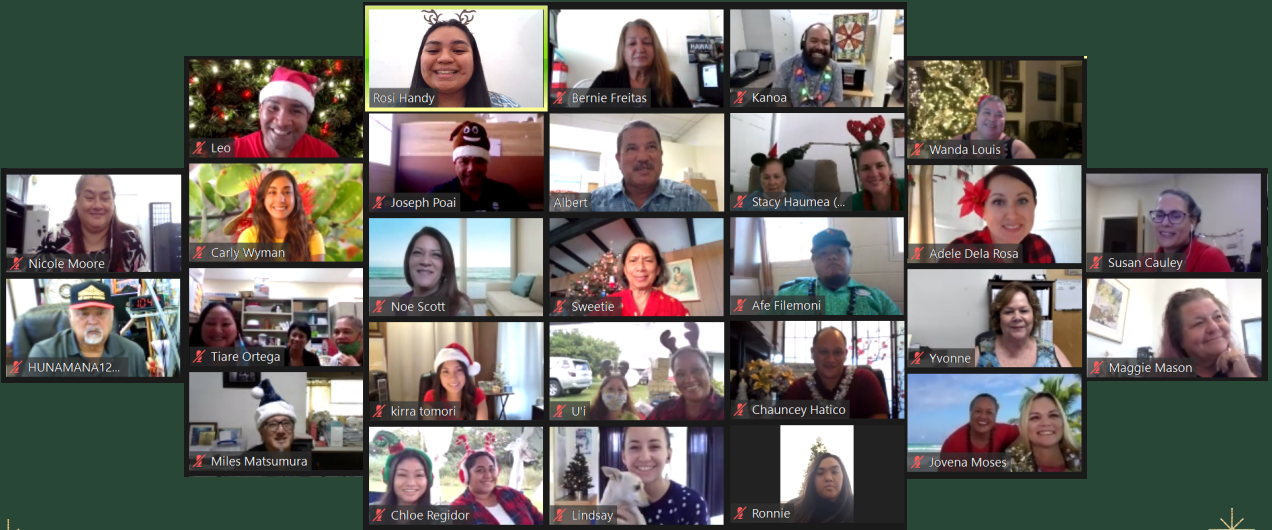 Rosi Handy
Bernie Freitas
Kanoa
Leo
Wanda Louis
Joseph Poai
Albert
Stacy Haumea (...
Nicole Moore
Carly Wyman
Adele Dela Rosa
Susan Cauley
Noe Scott
Sweetie
Afe Filemoni
HUNAMANA12...
Tiare Ortega
Yvonne
Maggie Mason
kirra tomori
U'i
Chauncey Hatico
Miles Matsumura
Jovena Moses
Chloe Regidor
Lindsay
Ronnie
HAWAII